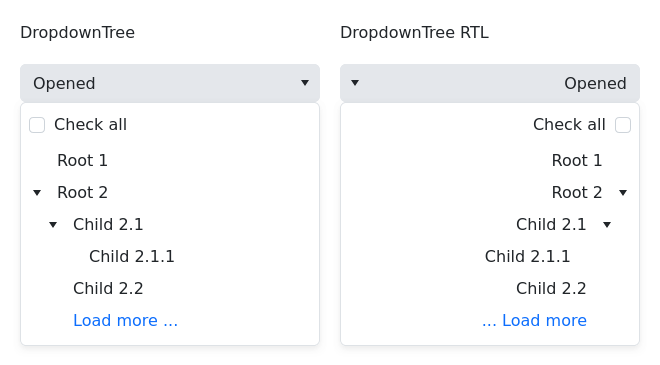 DropdownTree
Opened
Check all
Root 1
Root 2
Child 2.1
Child 2.1.1
Child 2.2
Load more ...
DropdownTree RTL
Opened
Check all
Root 1
Root 2
Child 2.1
Child 2.1.1
Child 2.2
... Load more